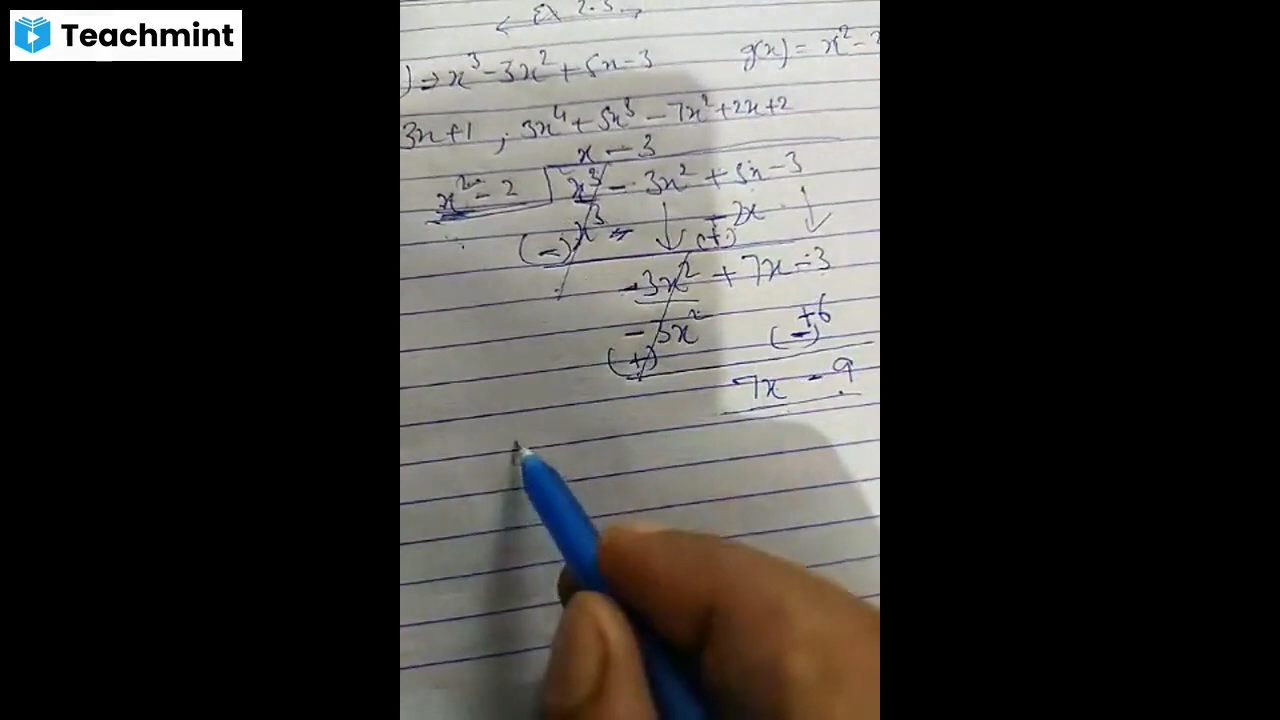 Teachmint
← Ex 2.3 →
) ⇒ x³ - 3x² + 5x - 3 g(x) = x² - 2
3x + 1 , 3x⁴ + 5x³ - 7x² + 2x + 2
x - 3
x² - 2 x³ - 3x² + 5x - 3
(-) x³ - 2x
(+)
- 3x² + 7x - 3
- 3x² + 6
(+) (-)
7x - 9